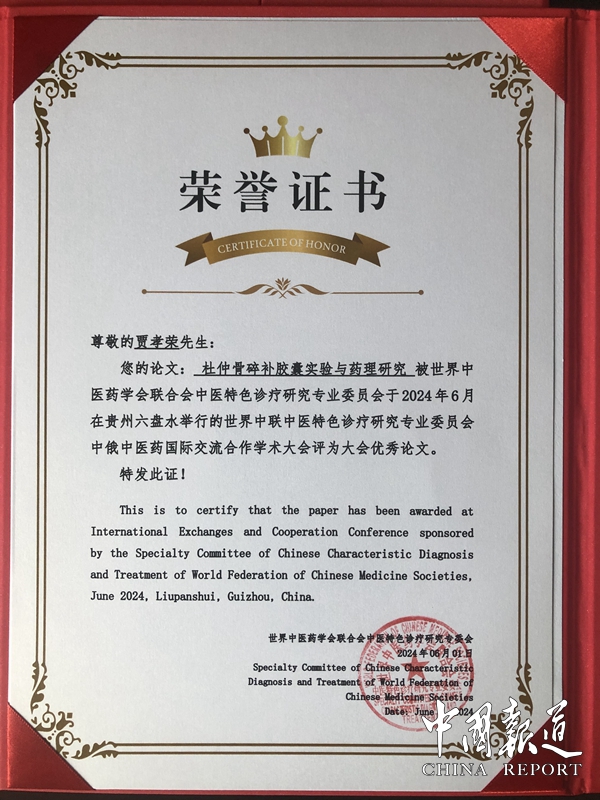 荣誉证书
CERTIFICATE OF HONOR
尊敬的贾孝荣先生：
您的论文： 杜仲骨碎补胶囊实验与药理研究 被世界中
医药学会联合会中医特色诊疗研究专业委员会于2024年6月
在贵州六盘水举行的世界中联中医特色诊疗研究专业委员会
中俄中医药国际交流合作学术大会评为大会优秀论文。
特发此证！
This is to certify that the paper has been awarded at
International Exchanges and Cooperation Conference sponsored
by the Specialty Committee of Chinese Characteristic Diagnosis
and Treatment of World Federation of Chinese Medicine Societies,
June 2024, Liupanshui, Guizhou, China.
世界中医药学会联合会中医特色诊疗研究专委会
2024年06月01日
Specialty Committee of Chinese Characteristic
Diagnosis and Treatment of World Federation of
Chinese Medicine Societies
Date: June 2024
中国报道
CHINA REPORT